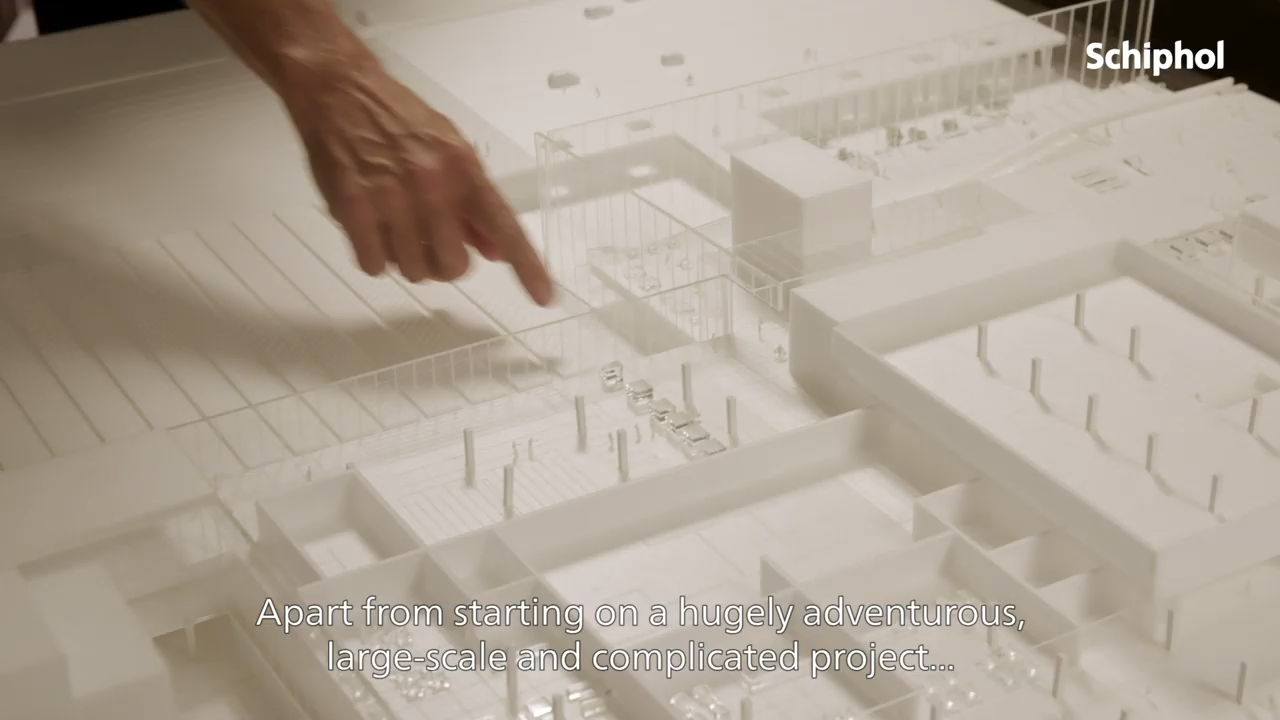 Schiphol
Apart from starting on a hugely adventurous,
large-scale and complicated project...